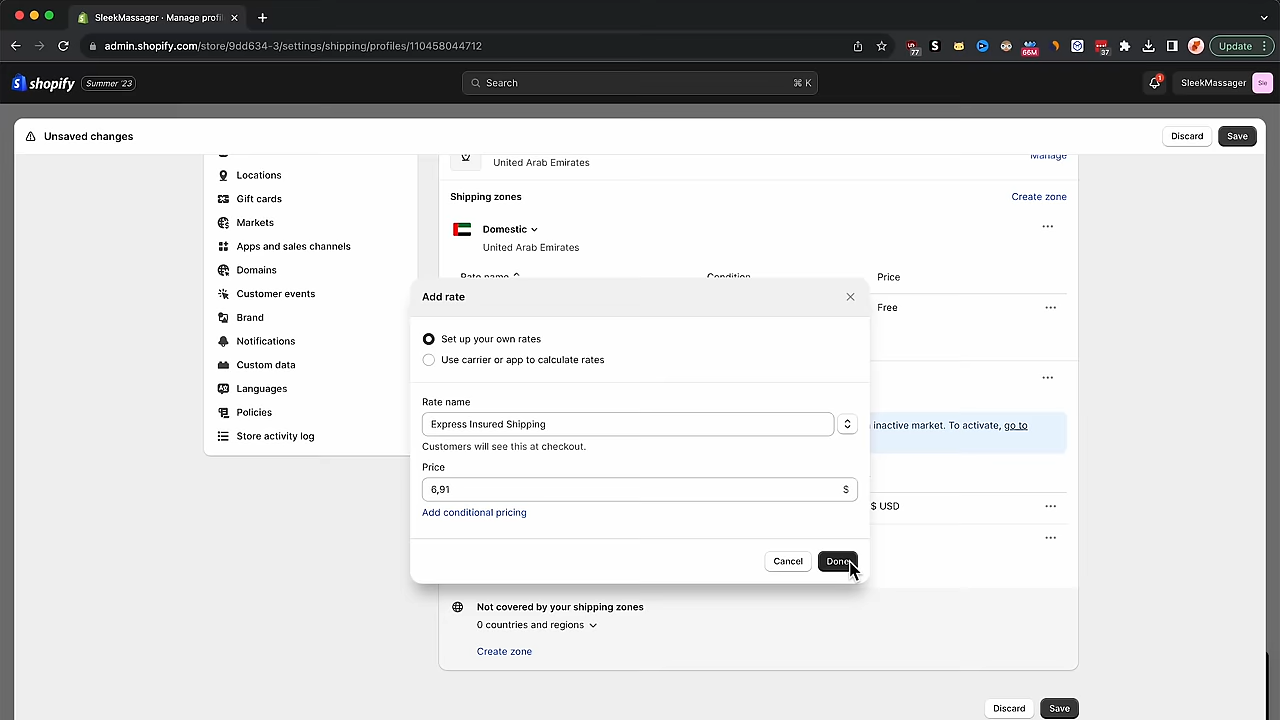 SleekMassager · Manage profi
admin.shopify.com/store/9dd634-3/settings/shipping/profiles/110458044712
77
66M
37
Update
shopify
Summer '23
Search
⌘ K
1
SleekMassager
Sle
Unsaved changes
Discard
Save
Locations
Gift cards
Markets
Apps and sales channels
Domains
Customer events
Brand
Notifications
Custom data
Languages
Policies
Store activity log
United Arab Emirates
Manage
Shipping zones
Create zone
Domestic
United Arab Emirates
Rate name
Condition
Price
Free
inactive market. To activate, go to
$ USD
Add rate
Set up your own rates
Use carrier or app to calculate rates
Rate name
Express Insured Shipping
Customers will see this at checkout.
Price
6,91 $
Add conditional pricing
Cancel
Done
Not covered by your shipping zones
0 countries and regions
Create zone
Discard
Save